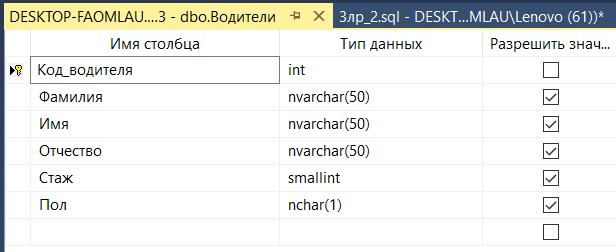 DESKTOP-FAOMLAU....3 - dbo.Водители 3лр_2.sql - DESKT...MLAU\Lenovo (61))*
Имя столбца Тип данных Разрешить знач...
Код_водителя int
Фамилия nvarchar(50)
Имя nvarchar(50)
Отчество nvarchar(50)
Стаж smallint
Пол nchar(1)